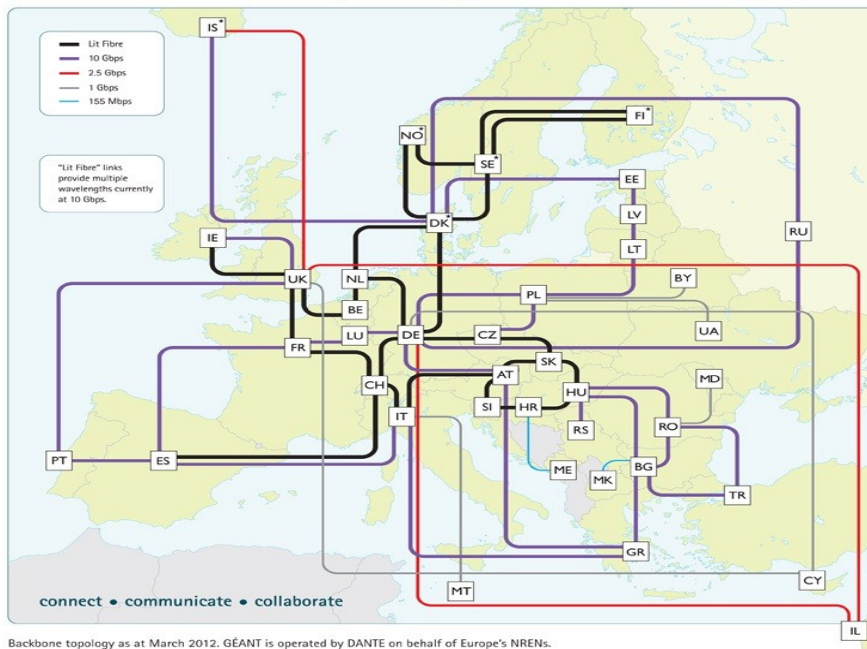 IS*
Lit Fibre
10 Gbps
2.5 Gbps
1 Gbps
155 Mbps
FI*
NO*
"Lit Fibre" links
provide multiple
wavelengths currently
at 10 Gbps.
SE*
EE
LV
DK*
RU
IE
LT
UK
NL
BY
PL
BE
UA
LU
DE
CZ
FR
SK
AT
MD
CH
HU
SI
HR
IT
RS
RO
PT
ES
ME
MK
BG
TR
GR
CY
MT
connect • communicate • collaborate
IL
Backbone topology as at March 2012. GÉANT is operated by DANTE on behalf of Europe's NRENs.